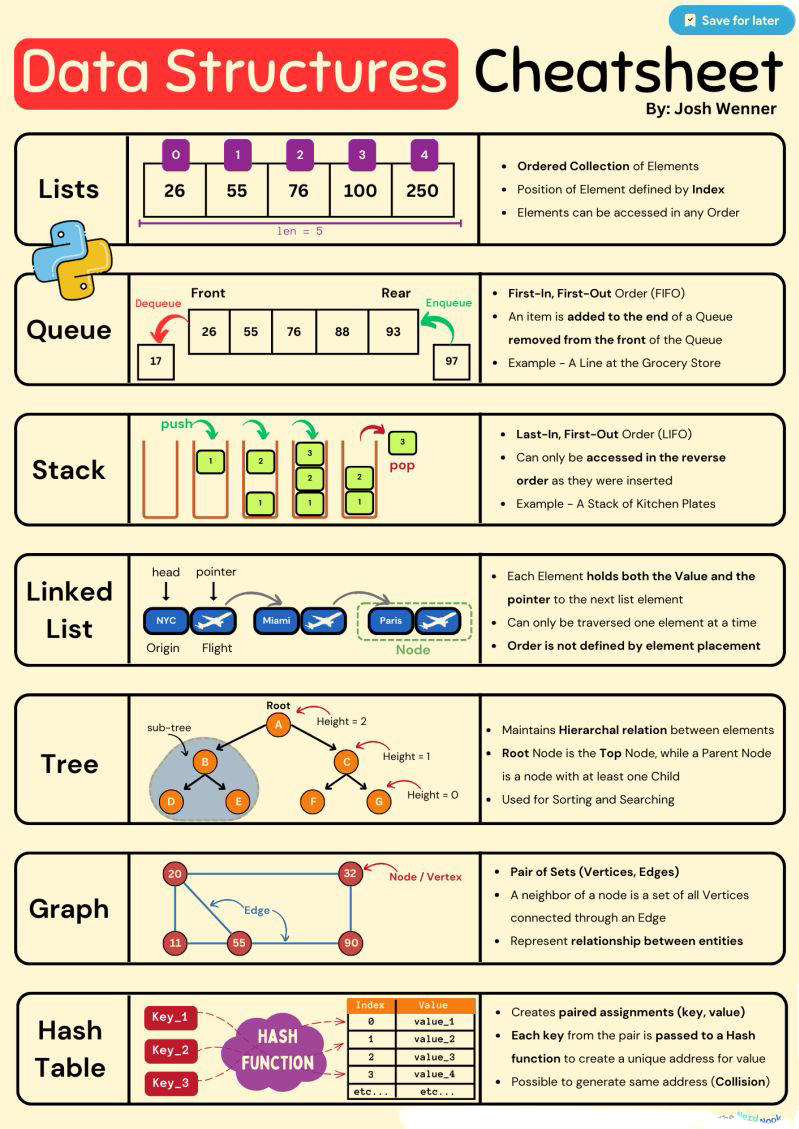 Save for later
Data Structures Cheatsheet
By: Josh Wenner
Lists
0 1 2 3 4
26 55 76 100 250
len = 5
• Ordered Collection of Elements
• Position of Element defined by Index
• Elements can be accessed in any Order
Queue
Front Rear
Dequeue Enqueue
26 55 76 88 93
17 97
• First-In, First-Out Order (FIFO)
• An item is added to the end of a Queue
removed from the front of the Queue
• Example - A Line at the Grocery Store
Stack
push
1 2 3 3
2 2
1 1 1
pop
• Last-In, First-Out Order (LIFO)
• Can only be accessed in the reverse
order as they were inserted
• Example - A Stack of Kitchen Plates
Linked
List
head pointer
NYC Miami Paris
Origin Flight Node
• Each Element holds both the Value and the
pointer to the next list element
• Can only be traversed one element at a time
• Order is not defined by element placement
Tree
Root
A Height = 2
sub-tree
B C Height = 1
D E F G Height = 0
• Maintains Hierarchal relation between elements
• Root Node is the Top Node, while a Parent Node
is a node with at least one Child
• Used for Sorting and Searching
Graph
20 32 Node / Vertex
Edge
11 55 90
• Pair of Sets (Vertices, Edges)
• A neighbor of a node is a set of all Vertices
connected through an Edge
• Represent relationship between entities
Hash
Table
Key_1
Key_2
Key_3
HASH
FUNCTION
Index Value
0 value_1
1 value_2
2 value_3
3 value_4
etc... etc...
• Creates paired assignments (key, value)
• Each key from the pair is passed to a Hash
function to create a unique address for value
• Possible to generate same address (Collision)
Nerd Nook